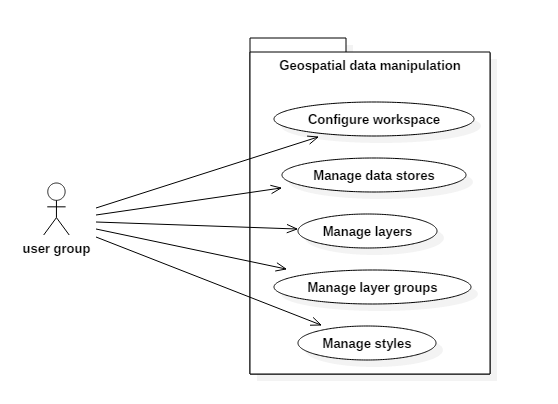 Geospatial data manipulation
Configure workspace
Manage data stores
Manage layers
user group
Manage layer groups
Manage styles